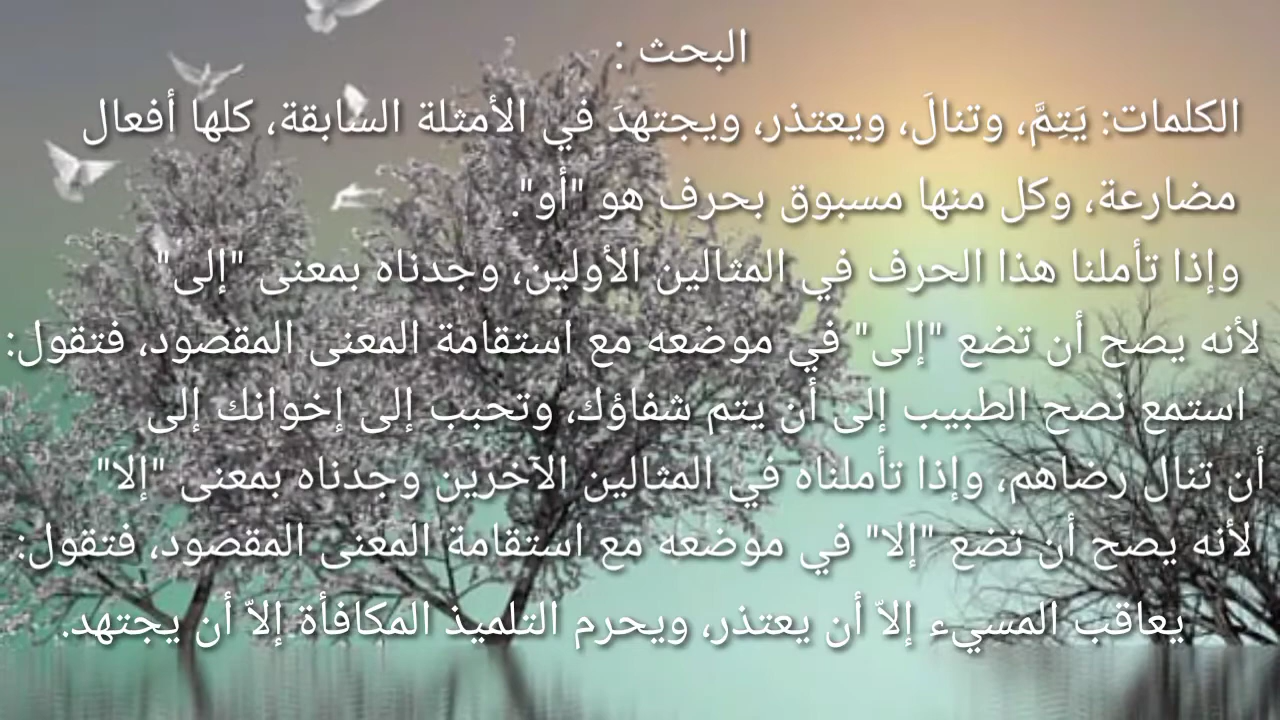 البحث :
الكلمات: يَتِمَّ، وتنالَ، ويعتذر، ويجتهدَ في الأمثلة السابقة، كلها أفعال
مضارعة، وكل منها مسبوق بحرف هو "أو".
وإذا تأملنا هذا الحرف في المثالين الأولين، وجدناه بمعنى "إلى"
لأنه يصح أن تضع "إلى" في موضعه مع استقامة المعنى المقصود، فتقول:
استمع نصح الطبيب إلى أن يتم شفاؤك، وتحبب إلى إخوانك إلى
أن تنال رضاهم، وإذا تأملناه في المثالين الآخرين وجدناه بمعنى "إلا"
لأنه يصح أن تضع "إلا" في موضعه مع استقامة المعنى المقصود، فتقول:
يعاقب المسيء إلاّ أن يعتذر، ويحرم التلميذ المكافأة إلاّ أن يجتهد.